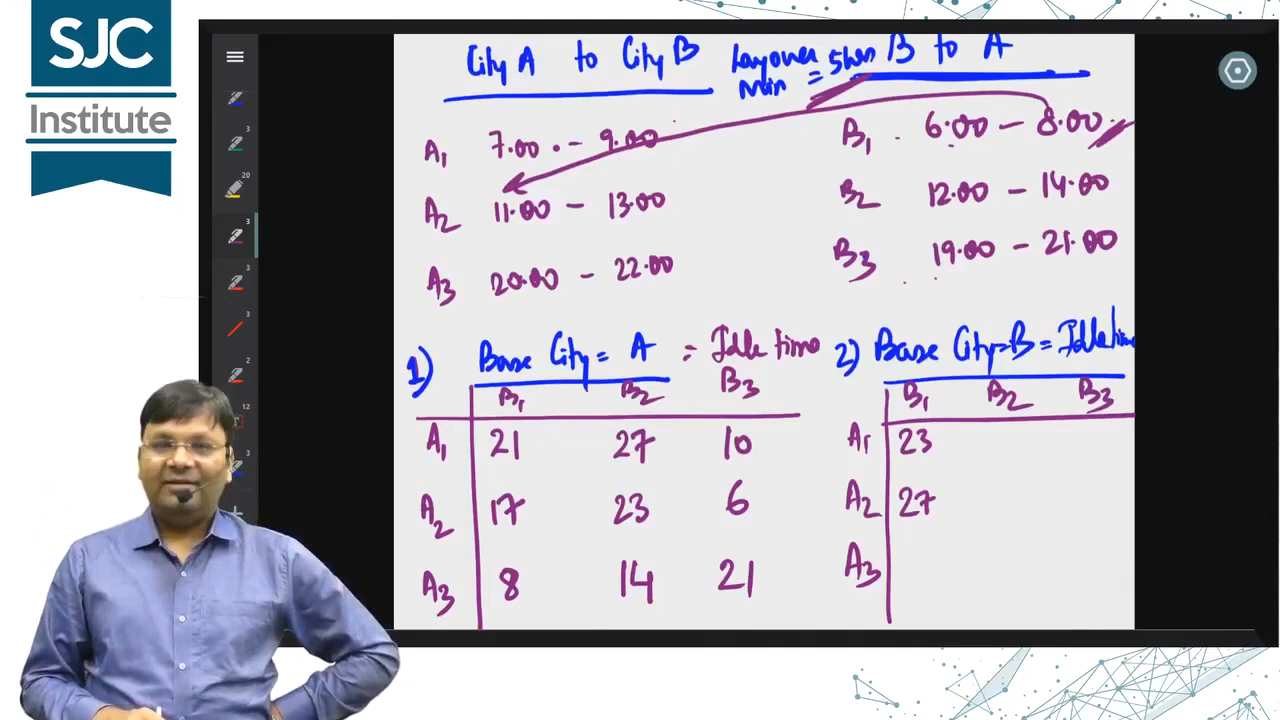 SJC
Institute
City A to City B Layover min = 5hrs B to A
A1 7.00 - 9.00 B1 6.00 - 8.00
A2 11.00 - 13.00 B2 12.00 - 14.00
A3 20.00 - 22.00 B3 19.00 - 21.00
1) Base City = A = Idle time 2) Base City = B = Idle time
B1 B2 B3 B1 B2 B3
A1 21 27 10 A1 23
A2 17 23 6 A2 27
A3 8 14 21 A3